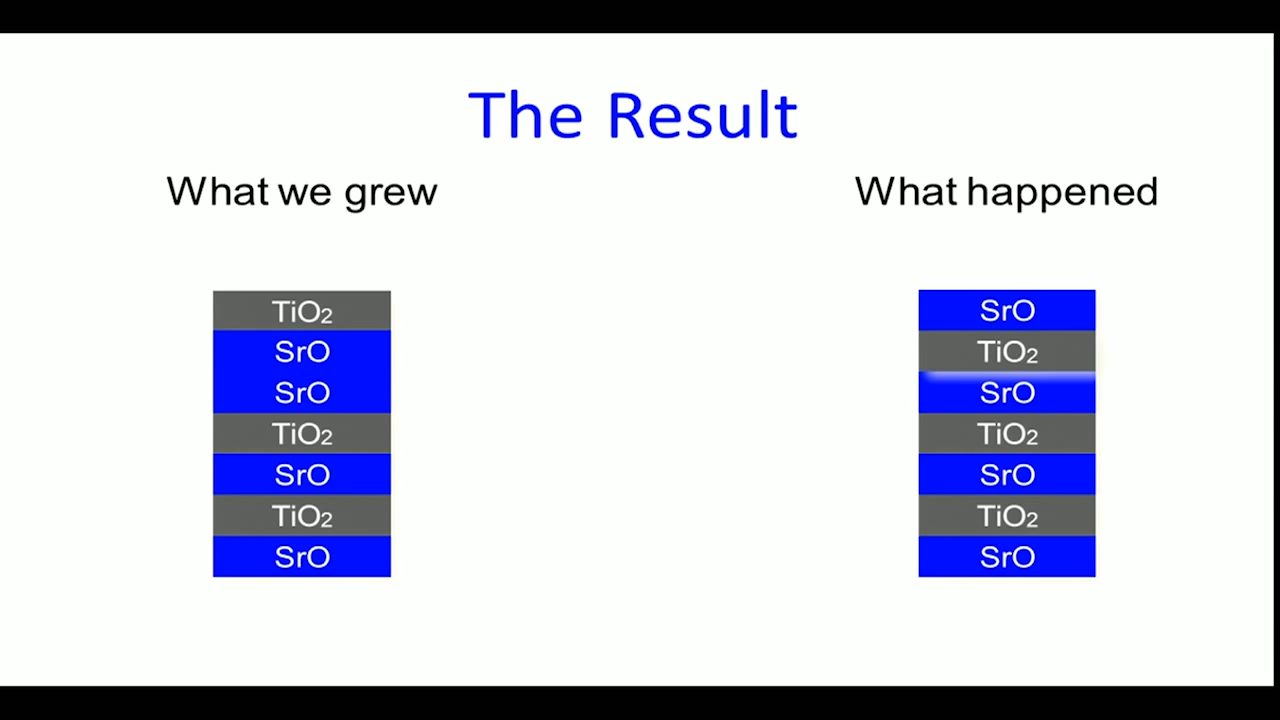 The Result
What we grew
What happened
TiO₂
SrO
SrO
TiO₂
SrO
TiO₂
SrO
SrO
TiO₂
SrO
TiO₂
SrO
TiO₂
SrO